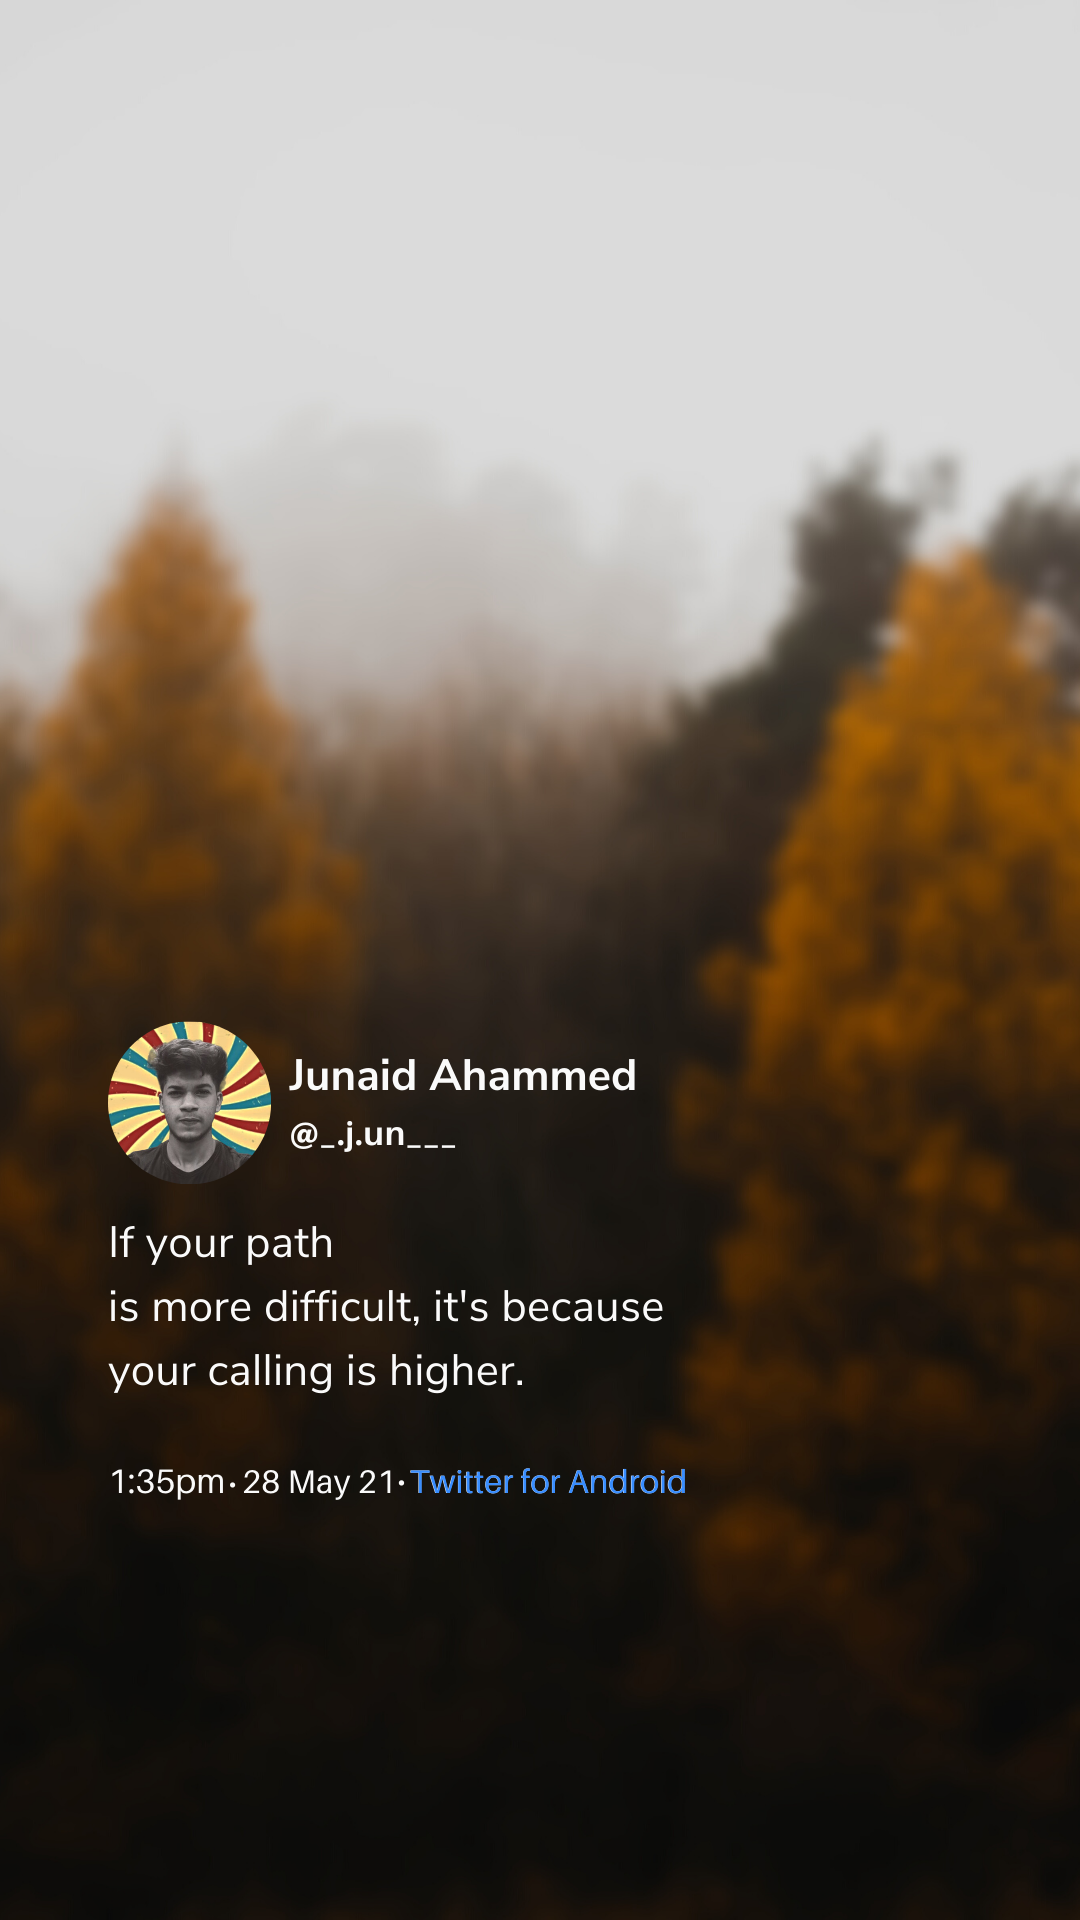 Junaid Ahammed
@_.j.un___
If your path
is more difficult, it's because
your calling is higher.
1:35pm · 28 May 21 · Twitter for Android